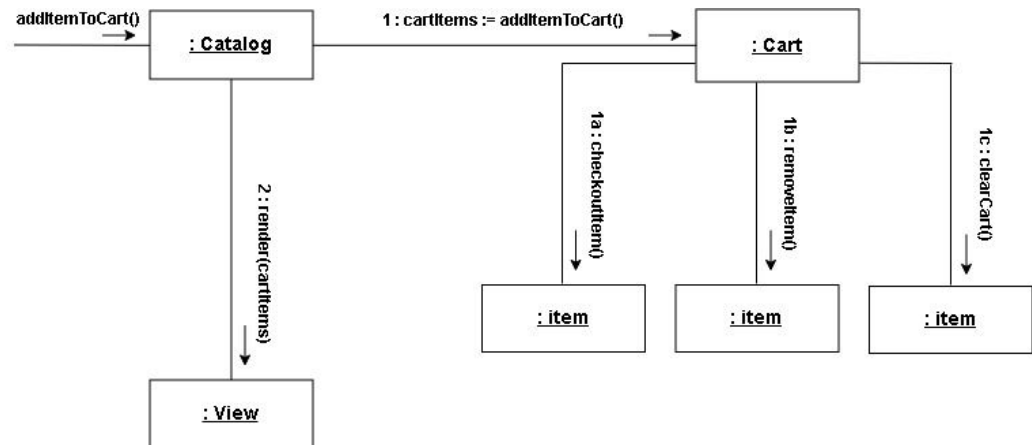 addItemToCart()
1 : cartItems := addItemToCart()
: Catalog
: Cart
1a : checkoutItem()
1b : removeItem()
1c : clearCart()
2 : render(cartItems)
: item
: item
: item
: View